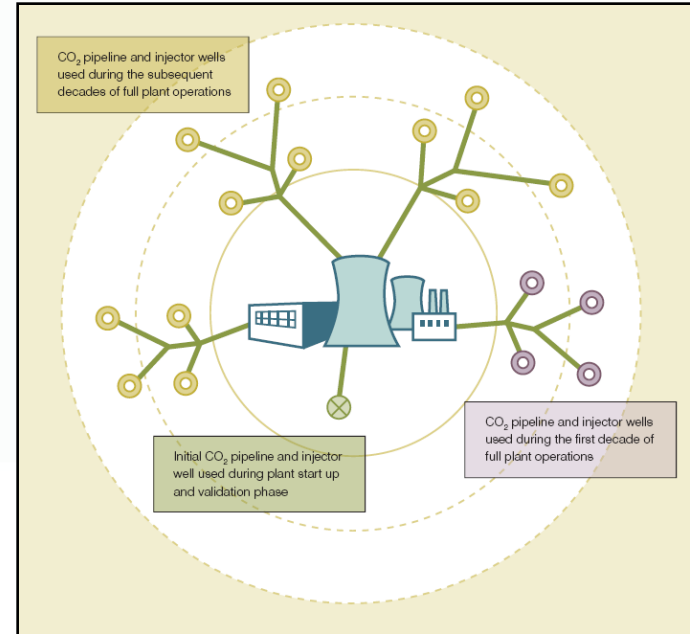 CO₂ pipeline and injector wells
used during the subsequent
decades of full plant operations
Initial CO₂ pipeline and injector
well used during plant start up
and validation phase
CO₂ pipeline and injector wells
used during the first decade of
full plant operations